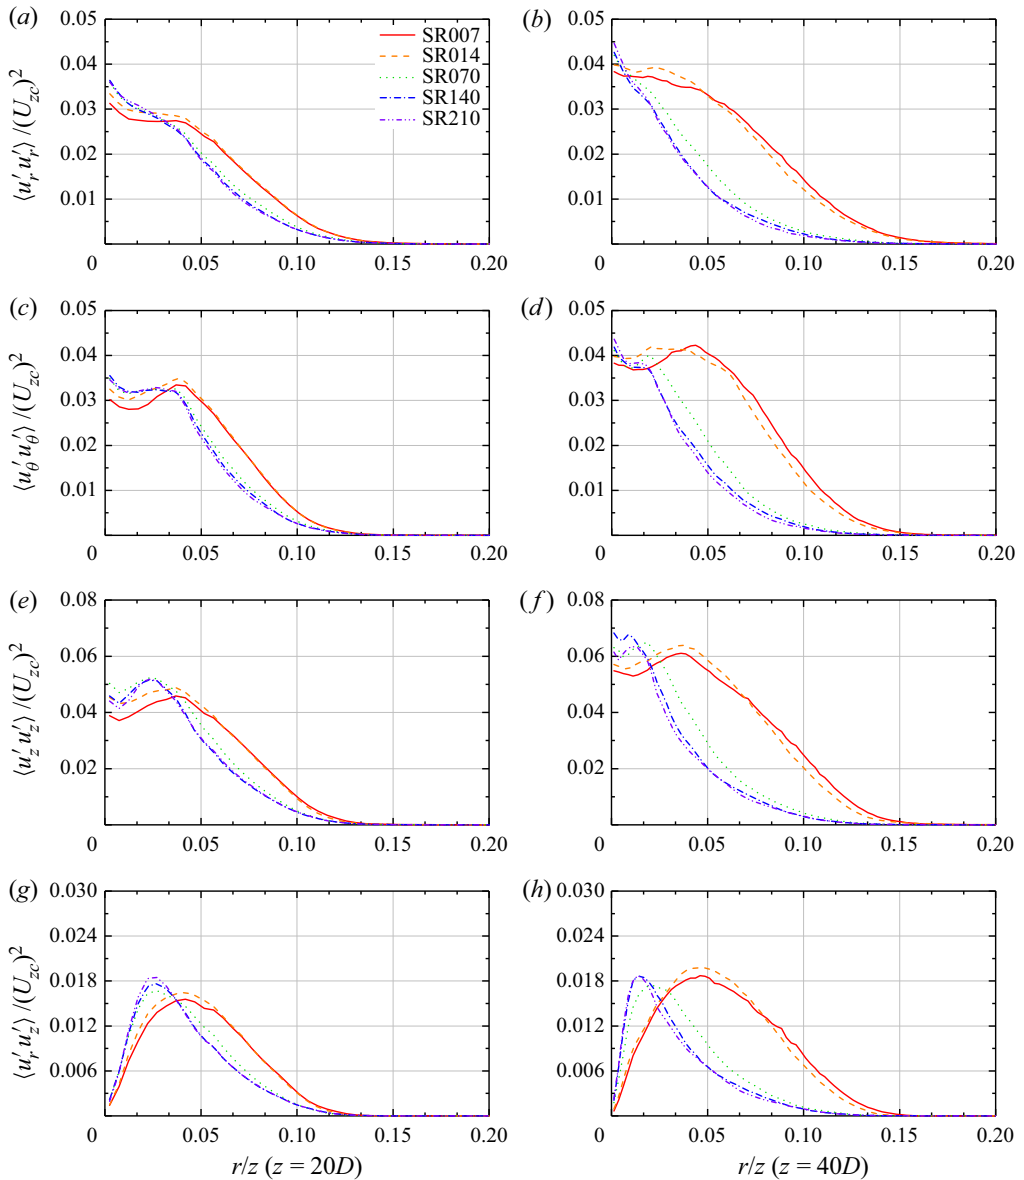 (a) 0.05 0.04 0.03 0.02 0.01 0 0.05 0.10 0.15 0.20
⟨u′r u′r⟩/(Uzc)²
SR007
SR014
SR070
SR140
SR210
(b) 0.05 0.04 0.03 0.02 0.01 0 0.05 0.10 0.15 0.20
(c) 0.05 0.04 0.03 0.02 0.01 0 0.05 0.10 0.15 0.20
⟨u′θ u′θ⟩/(Uzc)²
(d) 0.05 0.04 0.03 0.02 0.01 0 0.05 0.10 0.15 0.20
(e) 0.08 0.06 0.04 0.02 0 0.05 0.10 0.15 0.20
⟨u′z u′z⟩/(Uzc)²
(f) 0.08 0.06 0.04 0.02 0 0.05 0.10 0.15 0.20
(g) 0.030 0.024 0.018 0.012 0.006 0 0.05 0.10 0.15 0.20
⟨u′r u′z⟩/(Uzc)²
r/z (z = 20D)
(h) 0.030 0.024 0.018 0.012 0.006 0 0.05 0.10 0.15 0.20
r/z (z = 40D)